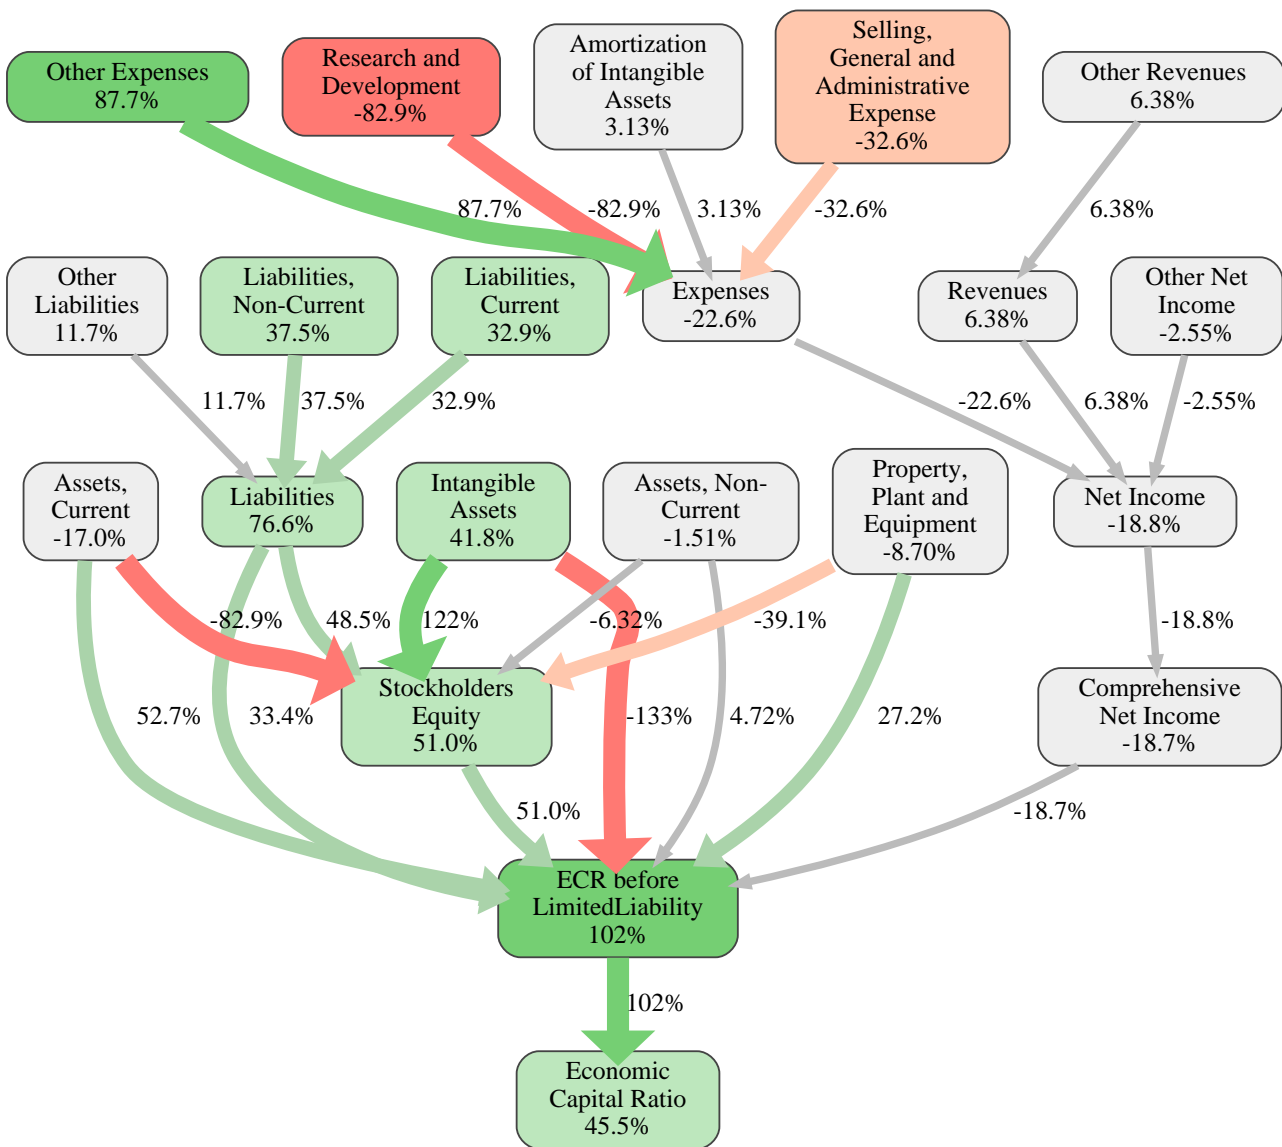 Other Expenses
87.7%
Research and
Development
-82.9%
Amortization
of Intangible
Assets
3.13%
Selling,
General and
Administrative
Expense
-32.6%
Other Revenues
6.38%
87.7%
-82.9%
3.13%
-32.6%
6.38%
Other
Liabilities
11.7%
Liabilities,
Non-Current
37.5%
Liabilities,
Current
32.9%
Expenses
-22.6%
Revenues
6.38%
Other Net
Income
-2.55%
11.7%
37.5%
32.9%
-22.6%
6.38%
-2.55%
Assets,
Current
-17.0%
Liabilities
76.6%
Intangible
Assets
41.8%
Assets, Non-
Current
-1.51%
Property,
Plant and
Equipment
-8.70%
Net Income
-18.8%
-82.9%
48.5%
122%
-6.32%
-39.1%
-18.8%
Stockholders
Equity
51.0%
Comprehensive
Net Income
-18.7%
52.7%
33.4%
-133%
4.72%
27.2%
51.0%
-18.7%
ECR before
LimitedLiability
102%
102%
Economic
Capital Ratio
45.5%